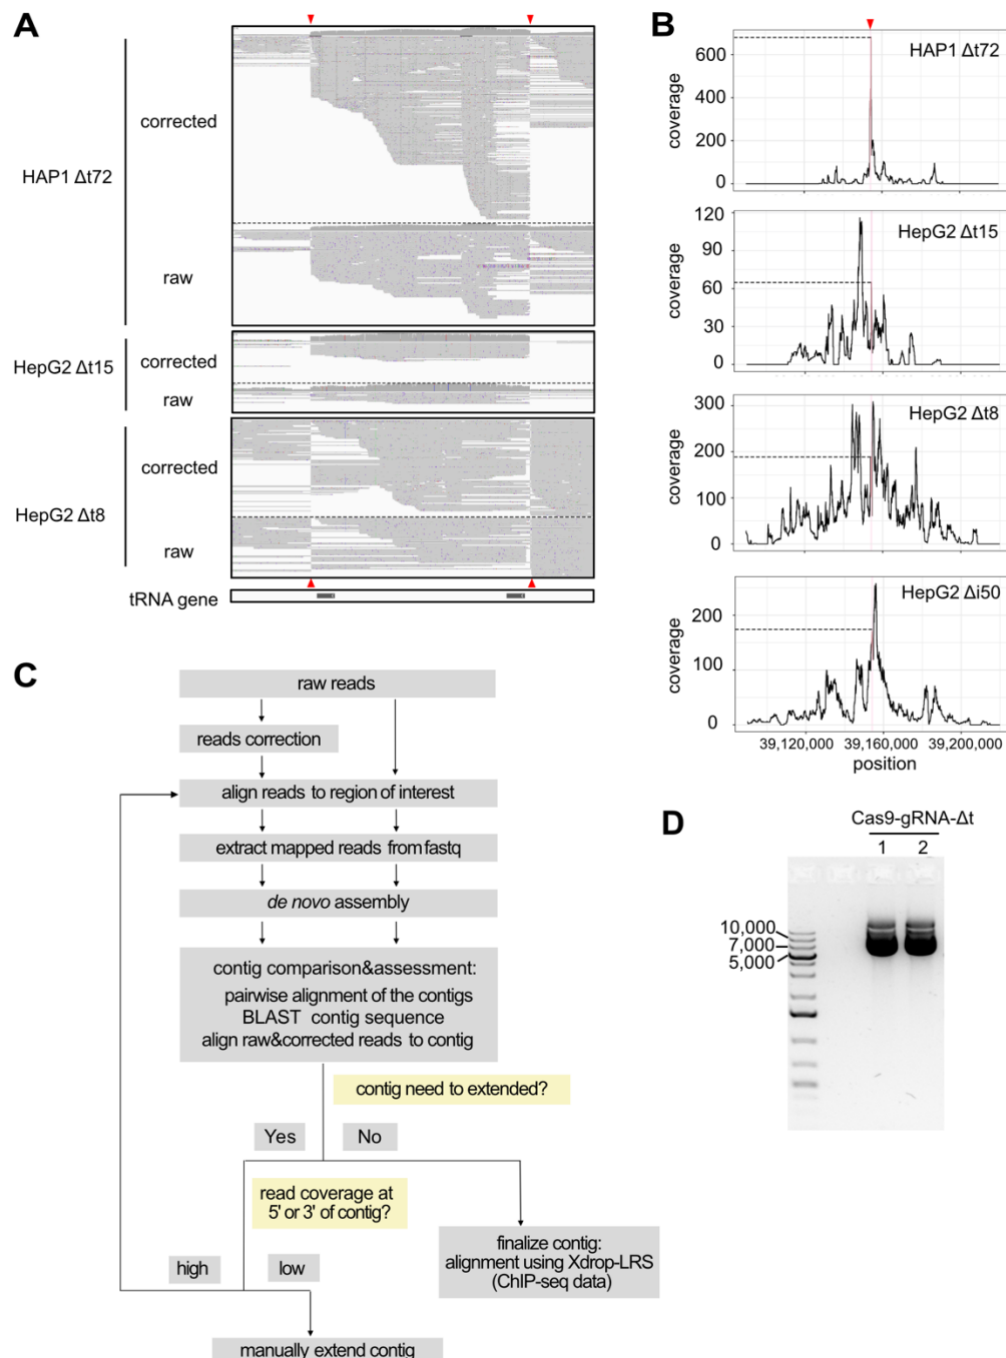 A
HAP1 Δt72
corrected
raw
HepG2 Δt15
corrected
raw
HepG2 Δt8
corrected
raw
tRNA gene
B
HAP1 Δt72
coverage
600
400
200
0
HepG2 Δt15
coverage
120
90
60
30
0
HepG2 Δt8
coverage
300
200
100
0
HepG2 Δi50
coverage
200
100
0
39,120,000 39,160,000 39,200,000
position
C
raw reads
reads correction
align reads to region of interest
extract mapped reads from fastq
de novo assembly
contig comparison&assessment:
pairwise alignment of the contigs
BLAST contig sequence
align raw&corrected reads to contig
contig need to extended?
Yes
No
read coverage at
5' or 3' of contig?
high
low
finalize contig:
alignment using Xdrop-LRS
(ChIP-seq data)
manually extend contig
D
Cas9-gRNA-Δt
1 2
10,000
7,000
5,000